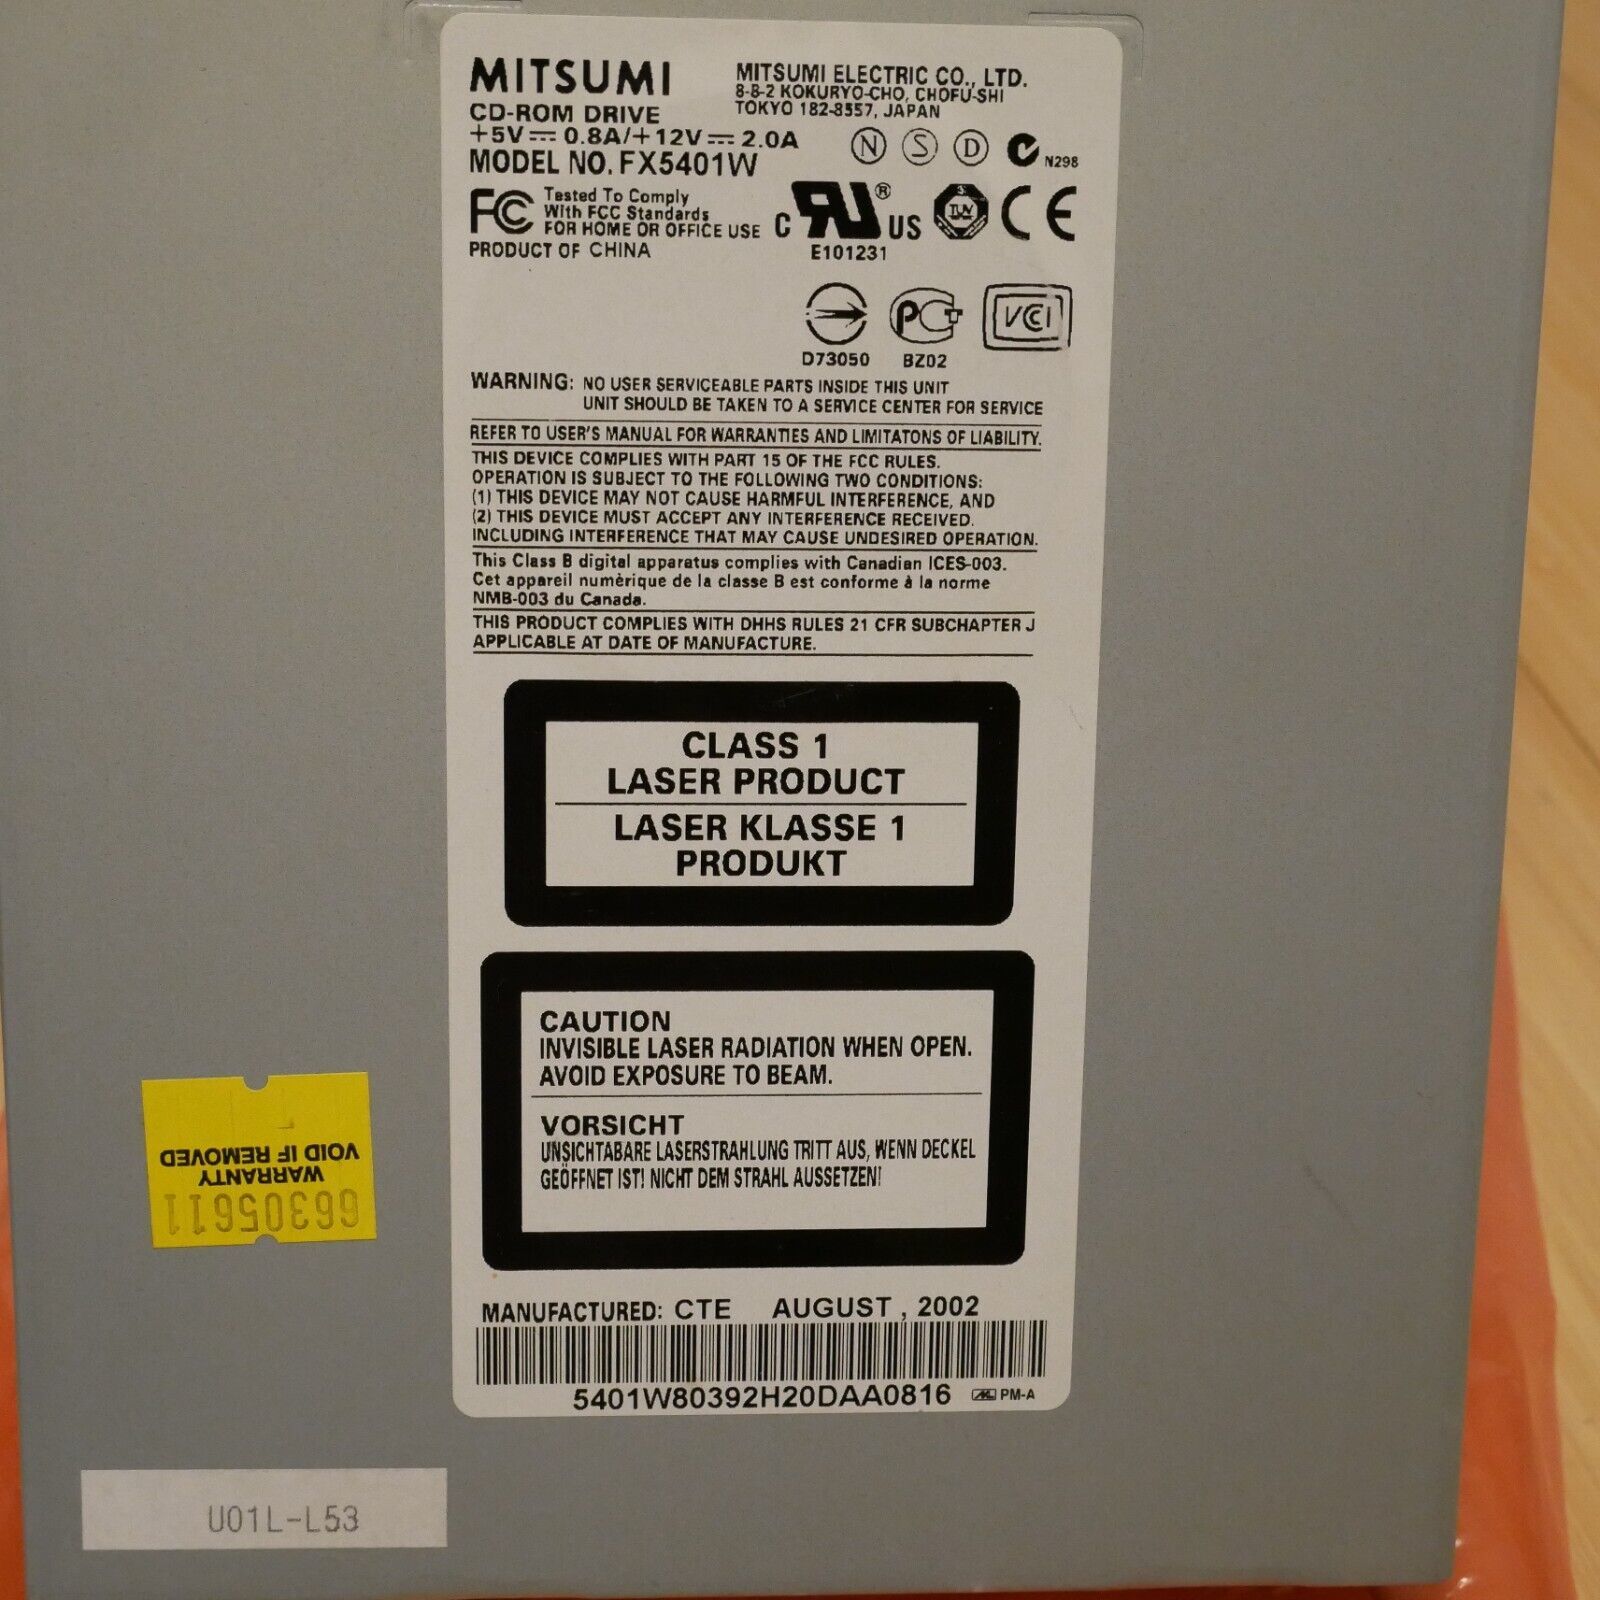 MITSUMI
CD-ROM DRIVE
+5V⎓ 0.8A/+12V⎓ 2.0A
MODEL NO. FX5401W
MITSUMI ELECTRIC CO., LTD.
8-8-2 KOKURYO-CHO, CHOFU-SHI
TOKYO 182-8557, JAPAN
N S D N298
FC Tested To Comply
With FCC Standards
FOR HOME OR OFFICE USE
PRODUCT OF CHINA
C RU ® US
E101231
TUV
CE
D73050
PCT
BZ02
VCCI
WARNING: NO USER SERVICEABLE PARTS INSIDE THIS UNIT
UNIT SHOULD BE TAKEN TO A SERVICE CENTER FOR SERVICE
REFER TO USER'S MANUAL FOR WARRANTIES AND LIMITATONS OF LIABILITY.
THIS DEVICE COMPLIES WITH PART 15 OF THE FCC RULES.
OPERATION IS SUBJECT TO THE FOLLOWING TWO CONDITIONS:
(1) THIS DEVICE MAY NOT CAUSE HARMFUL INTERFERENCE, AND
(2) THIS DEVICE MUST ACCEPT ANY INTERFERENCE RECEIVED.
INCLUDING INTERFERENCE THAT MAY CAUSE UNDESIRED OPERATION.
This Class B digital apparatus complies with Canadian ICES-003.
Cet appareil numèrique de la classe B est conforme à la norme
NMB-003 du Canada.
THIS PRODUCT COMPLIES WITH DHHS RULES 21 CFR SUBCHAPTER J
APPLICABLE AT DATE OF MANUFACTURE.
CLASS 1
LASER PRODUCT
LASER KLASSE 1
PRODUKT
CAUTION
INVISIBLE LASER RADIATION WHEN OPEN.
AVOID EXPOSURE TO BEAM.
VORSICHT
UNSICHTABARE LASERSTRAHLUNG TRITT AUS, WENN DECKEL
GEÖFFNET IST! NICHT DEM STRAHL AUSSETZEN!
MANUFACTURED: CTE AUGUST , 2002
5401W80392H20DAA0816 PM-A
66305611
WARRANTY
VOID IF REMOVED
U01L-L53